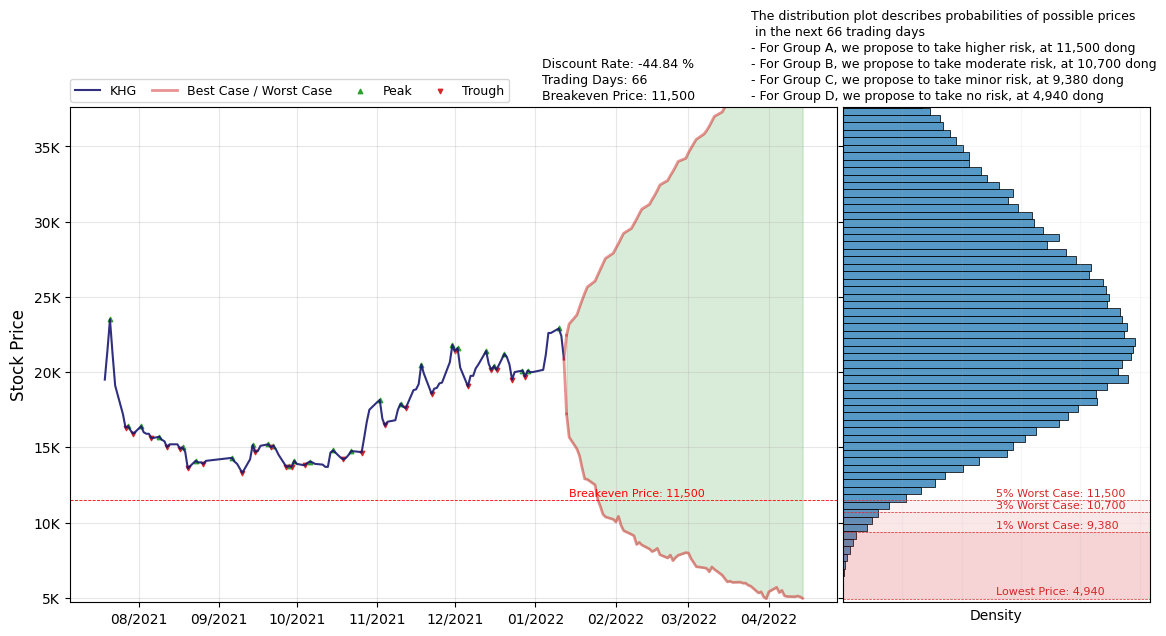 The distribution plot describes probabilities of possible prices
in the next 66 trading days
- For Group A, we propose to take higher risk, at 11,500 dong
- For Group B, we propose to take moderate risk, at 10,700 dong
- For Group C, we propose to take minor risk, at 9,380 dong
- For Group D, we propose to take no risk, at 4,940 dong
Discount Rate: -44.84 %
Trading Days: 66
Breakeven Price: 11,500
KHG Best Case / Worst Case Peak Trough
Stock Price
35K
30K
25K
20K
15K
10K
5K
Breakeven Price: 11,500
5% Worst Case: 11,500
3% Worst Case: 10,700
1% Worst Case: 9,380
Lowest Price: 4,940
08/2021 09/2021 10/2021 11/2021 12/2021 01/2022 02/2022 03/2022 04/2022
Density